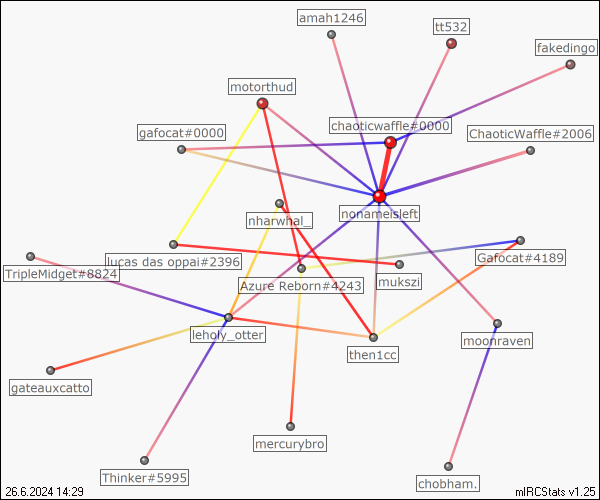 amah1246
tt532
fakedingo
motorthud
chaoticwaffle#0000
gafocat#0000
ChaoticWaffle#2006
nonameisleft
nharwhal_
TripleMidget#8824
lucas das oppai#2396
Gafocat#4189
Azure Reborn#4243
mukszi
leholy_otter
then1cc
moonraven
gateauxcatto
mercurybro
Thinker#5995
chobham.
26.6.2024 14:29
mIRCStats v1.25